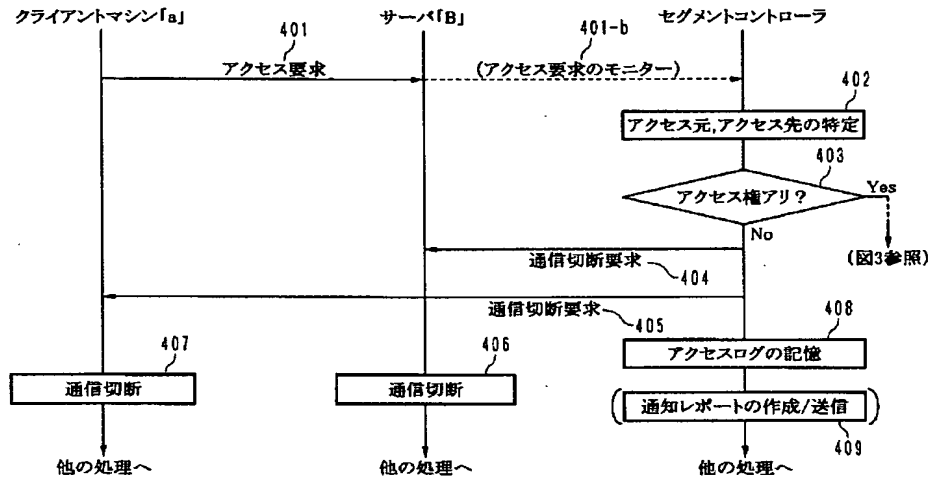 クライアントマシン「a」
サーバ「B」
セグメントコントローラ
401
401-b
アクセス要求
(アクセス要求のモニター)
402
アクセス元,アクセス先の特定
403
アクセス権アリ?
Yes
No
(図3参照)
通信切断要求
404
通信切断要求
405
408
アクセスログの記憶
407
通信切断
406
通信切断
(通知レポートの作成/送信)
409
他の処理へ
他の処理へ
他の処理へ